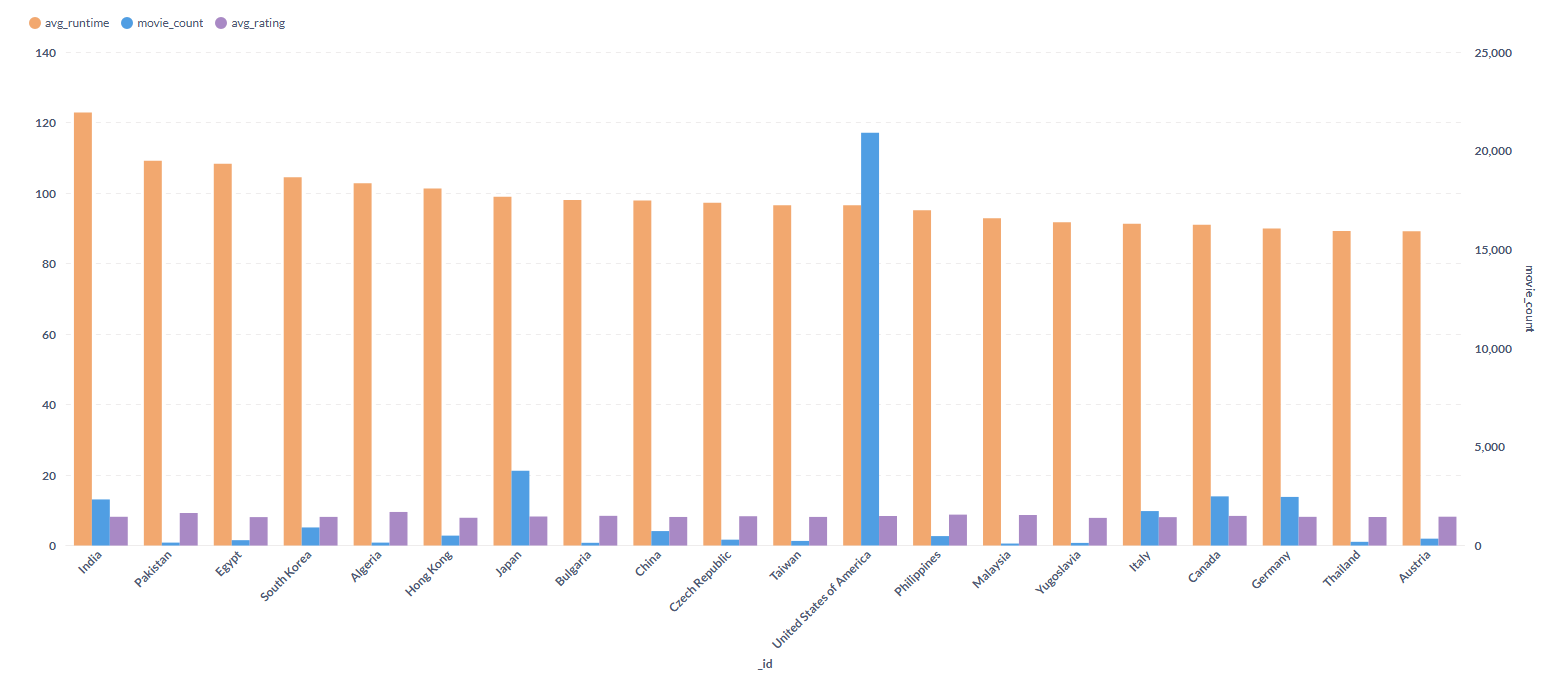 avg_runtime movie_count avg_rating
140
120
100
80
60
40
20
0
25,000
20,000
15,000
10,000
5,000
0
movie_count
India
Pakistan
Egypt
South Korea
Algeria
Hong Kong
Japan
Bulgaria
China
Czech Republic
Taiwan
United States of America
Philippines
Malaysia
Yugoslavia
Italy
Canada
Germany
Thailand
Austria
_id